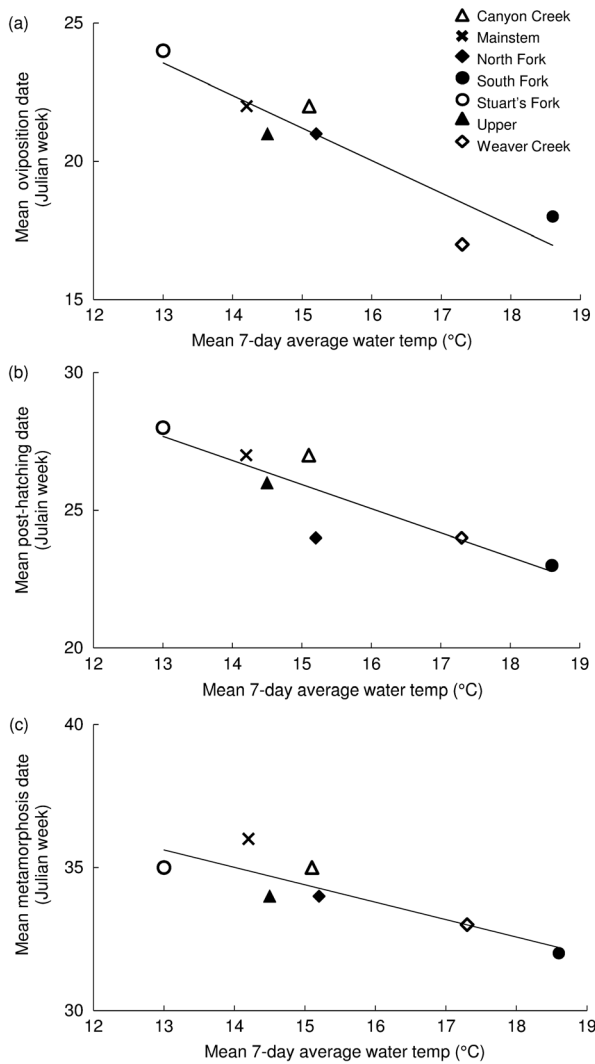 (a)
Mean oviposition date
(Julian week)
25
20
15
12 13 14 15 16 17 18 19
Mean 7-day average water temp (°C)
Canyon Creek
Mainstem
North Fork
South Fork
Stuart's Fork
Upper
Weaver Creek
(b)
Mean post-hatching date
(Julain week)
30
25
20
12 13 14 15 16 17 18 19
Mean 7-day average water temp (°C)
(c)
Mean metamorphosis date
(Julian week)
40
35
30
12 13 14 15 16 17 18 19
Mean 7-day average water temp (°C)